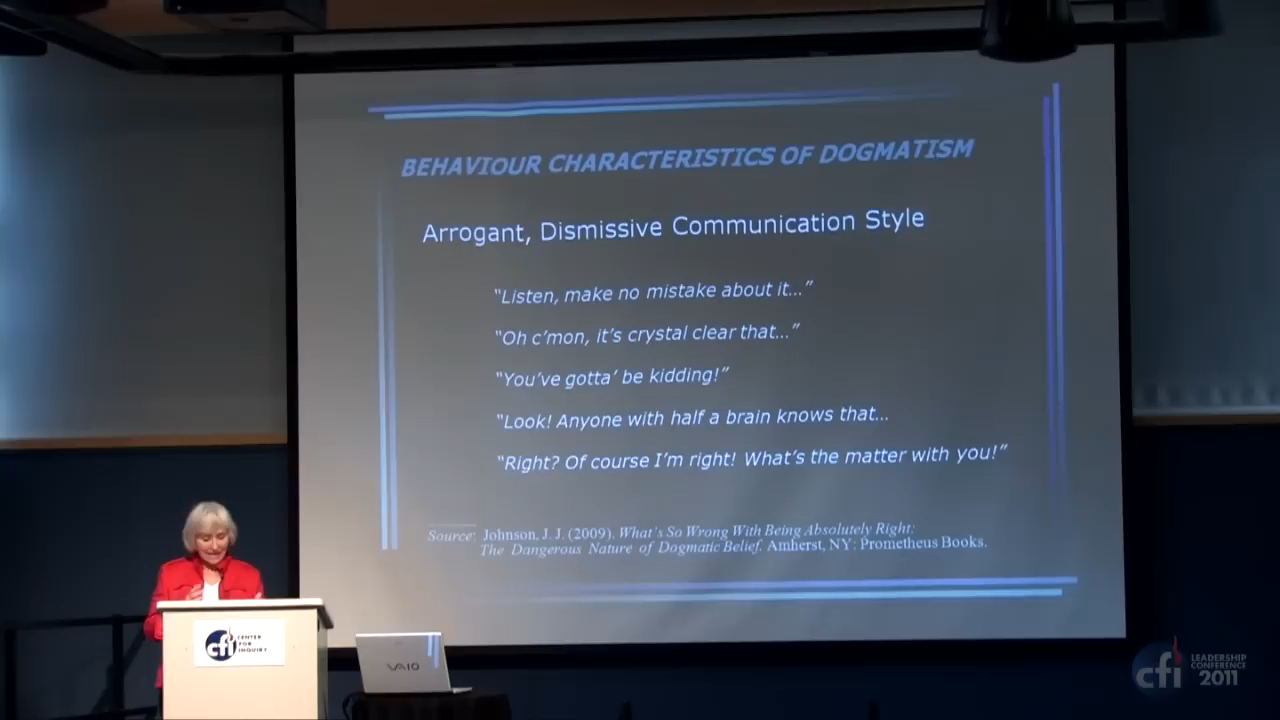 BEHAVIOUR CHARACTERISTICS OF DOGMATISM
Arrogant, Dismissive Communication Style
“Listen, make no mistake about it...”
“Oh c’mon, it’s crystal clear that...”
“You’ve gotta’ be kidding!”
“Look! Anyone with half a brain knows that...
“Right? Of course I’m right! What’s the matter with you!”
Source: Johnson, J. J. (2009). What’s So Wrong With Being Absolutely Right:
The Dangerous Nature of Dogmatic Belief. Amherst, NY: Prometheus Books.
cfi
CENTER
FOR
INQUIRY
VAIO
cfi
LEADERSHIP
CONFERENCE
2011